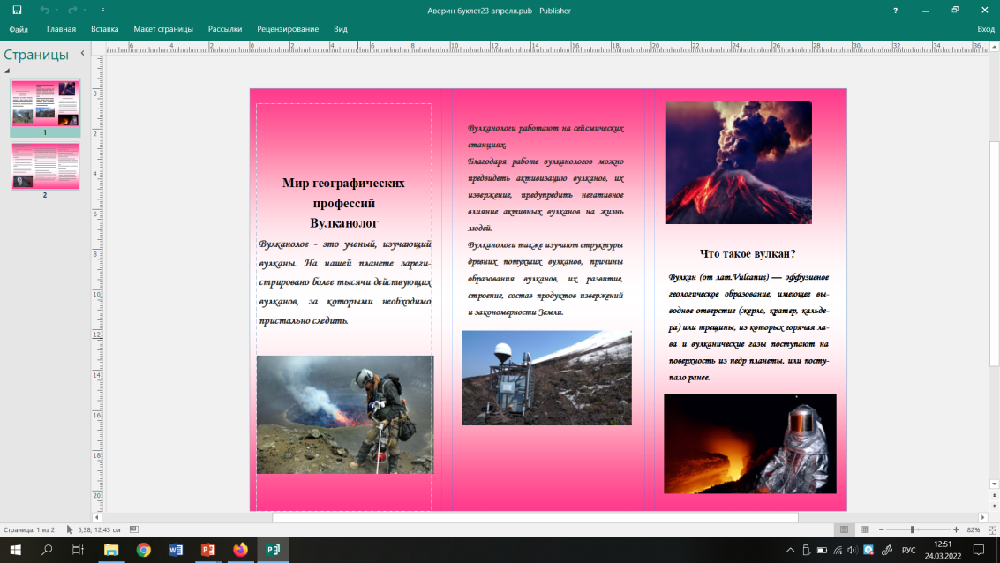 Аверин буклет23 апреля.pub - Publisher
Файл Главная Вставка Макет страницы Рассылки Рецензирование Вид Вход
Страницы
1
2
Мир географических
профессий
Вулканолог
Вулканолог - это ученый, изучающий
вулканы. На нашей планете зареги-
стрировано более тысячи действующих
вулканов, за которыми необходимо
пристально следить.
Вулканологи работают на сейсмических
станциях.
Благодаря работе вулканологов можно
предвидеть активизацию вулканов, их
извержение, предупредить негативное
влияние активных вулканов на жизнь
людей.
Вулканологи также изучают структуры
древних потухших вулканов, причины
образования вулканов, их развитие,
строение, состав продуктов извержений
и закономерности Земли.
Что такое вулкан?
Вулкан (от лат.Vulcanus) — эффузивное
геологическое образование, имеющее вы-
водное отверстие (жерло, кратер, кальде-
ра) или трещины, из которых горячая ла-
ва и вулканические газы поступают на
поверхность из недр планеты, или посту-
пало ранее.
Страница: 1 из 2 5,38; 12,43 см 82%
РУС
12:51
24.03.2022